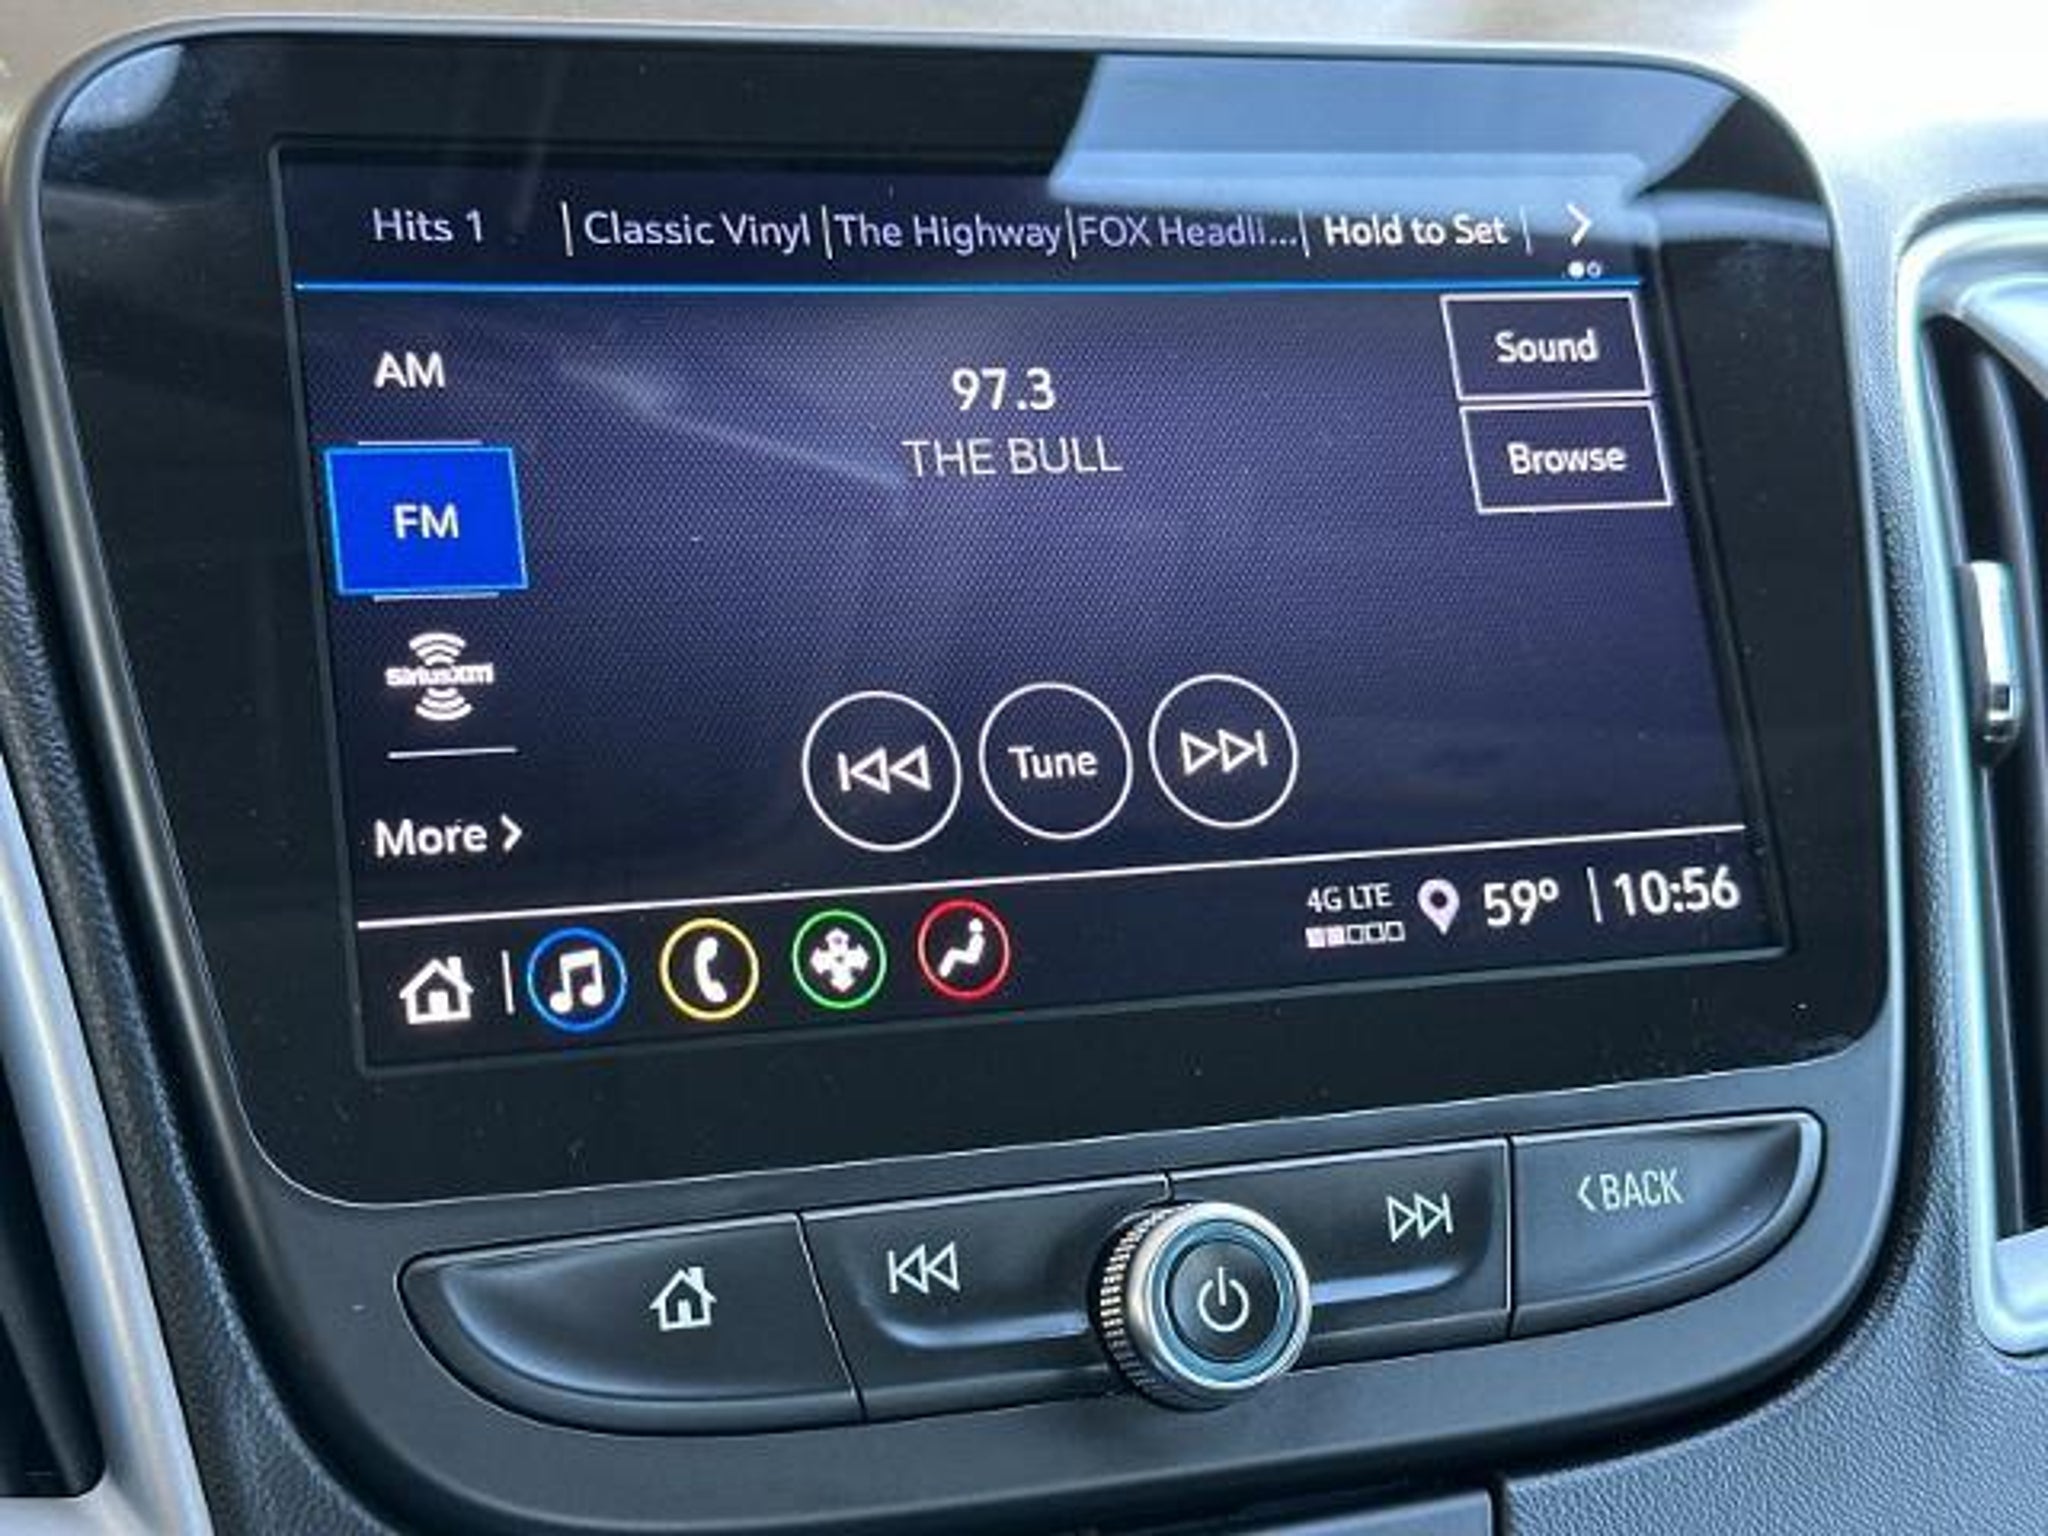 Hits 1 | Classic Vinyl | The Highway | FOX Headli... | Hold to Set |
AM
97.3
Sound
THE BULL
Browse
FM
siriusxm
Tune
More >
4G LTE
59° | 10:56
< BACK